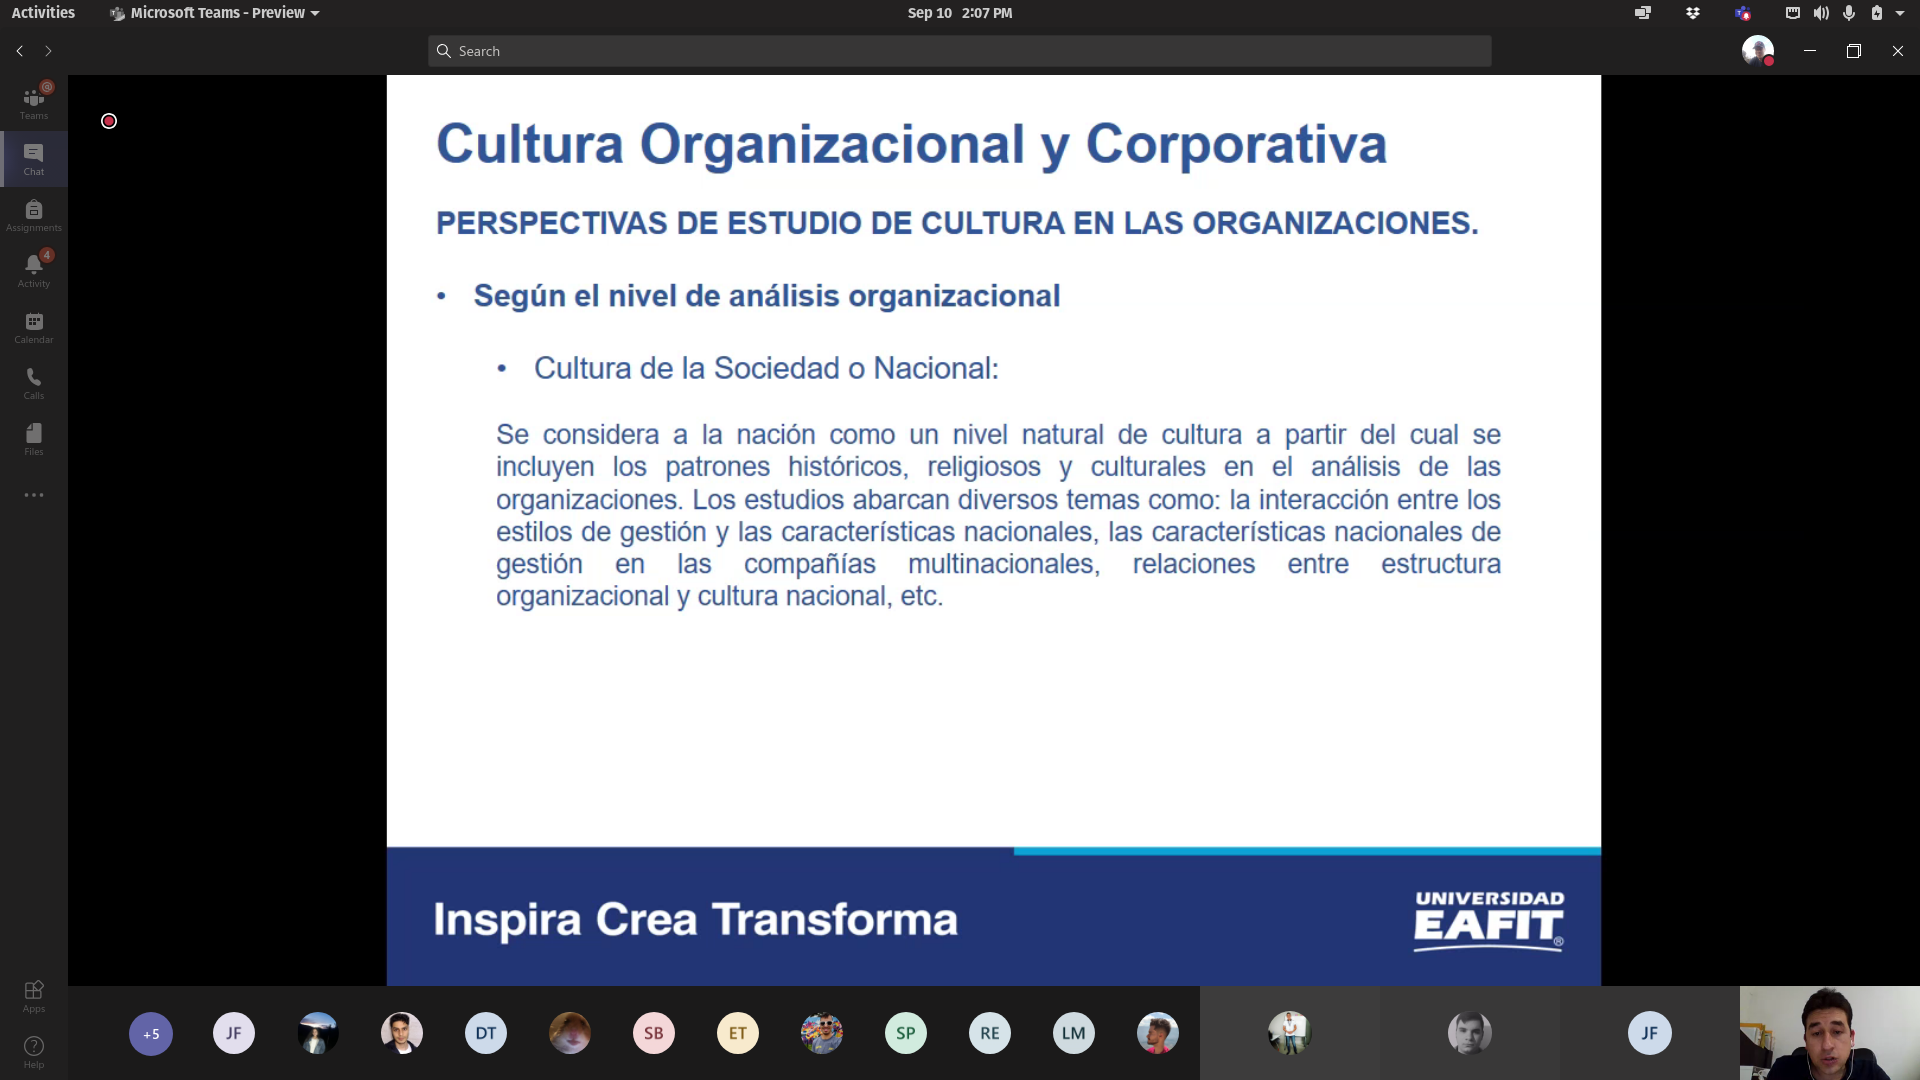 Activities
Microsoft Teams - Preview
Sep 10 2:07 PM
Search
Teams
Chat
Assignments
4
Activity
Calendar
Calls
Files
Apps
Help
Cultura Organizacional y Corporativa
PERSPECTIVAS DE ESTUDIO DE CULTURA EN LAS ORGANIZACIONES.
• Según el nivel de análisis organizacional
• Cultura de la Sociedad o Nacional:
Se considera a la nación como un nivel natural de cultura a partir del cual se
incluyen los patrones históricos, religiosos y culturales en el análisis de las
organizaciones. Los estudios abarcan diversos temas como: la interacción entre los
estilos de gestión y las características nacionales, las características nacionales de
gestión en las compañías multinacionales, relaciones entre estructura
organizacional y cultura nacional, etc.
Inspira Crea Transforma
UNIVERSIDAD
EAFIT®
+5 JF DT SB ET SP RE LM JF